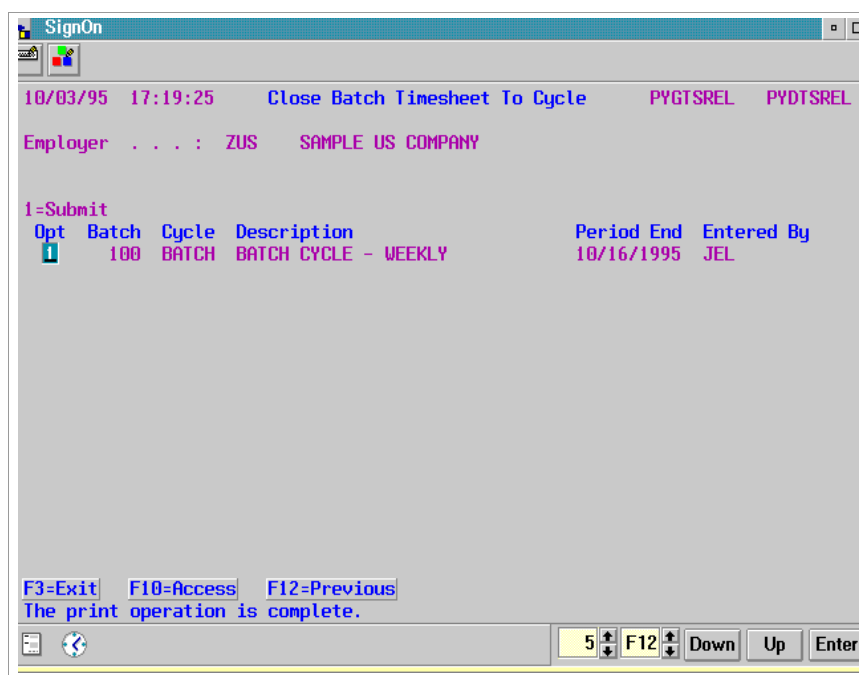 SignOn
10/03/95 17:19:25 Close Batch Timesheet To Cycle PYGTSREL PYDTSREL
Employer . . . : ZUS SAMPLE US COMPANY
1=Submit
Opt Batch Cycle Description Period End Entered By
1 100 BATCH BATCH CYCLE - WEEKLY 10/16/1995 JEL
F3=Exit F10=Access F12=Previous
The print operation is complete.
5 F12 Down Up Enter